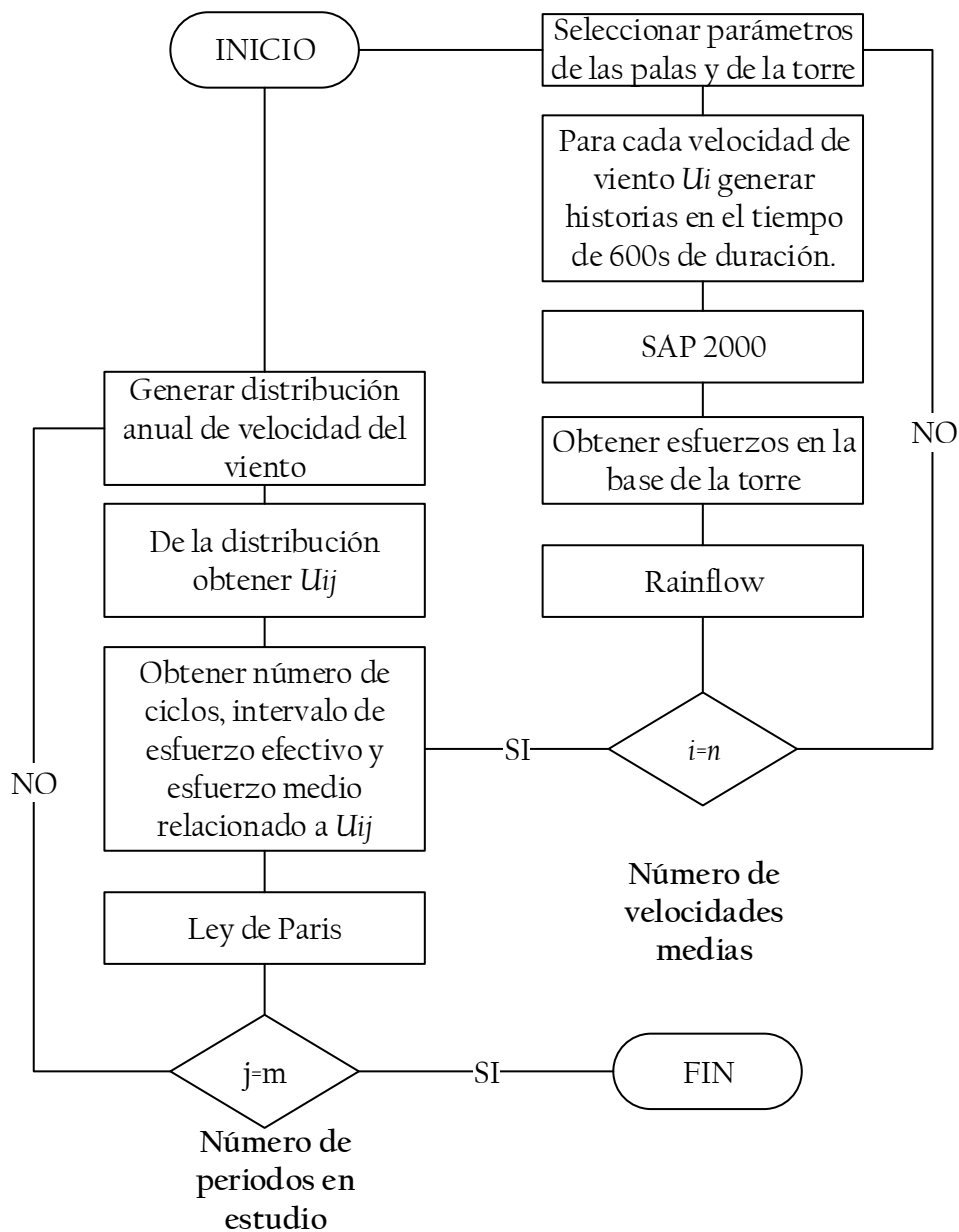 INICIO
Seleccionar parámetros
de las palas y de la torre
Para cada velocidad de
viento Ui generar
historias en el tiempo
de 600s de duración.
SAP 2000
Obtener esfuerzos en la
base de la torre
NO
Rainflow
i=n
SI
Número de
velocidades
medias
Generar distribución
anual de velocidad del
viento
De la distribución
obtener Uij
Obtener número de
ciclos, intervalo de
esfuerzo efectivo y
esfuerzo medio
relacionado a Uij
NO
Ley de Paris
j=m
SI
FIN
Número de
periodos en
estudio